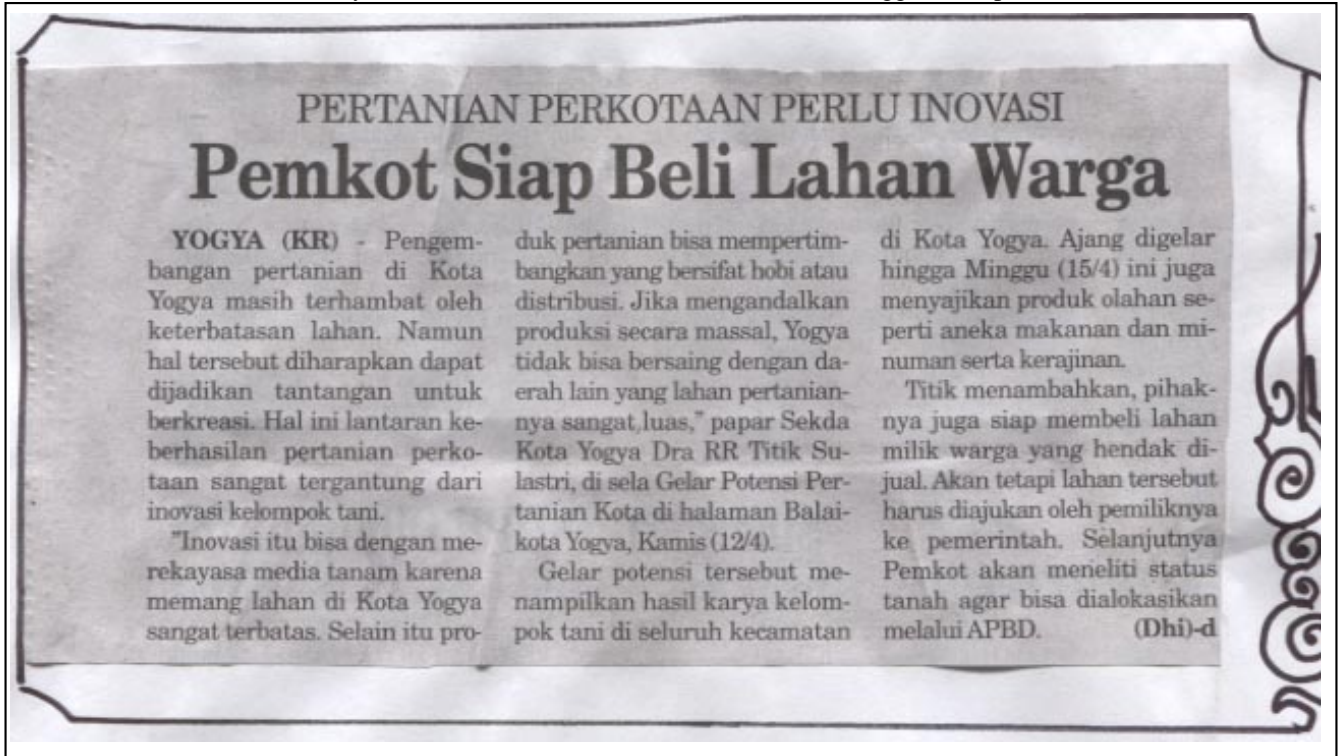 PERTANIAN PERKOTAAN PERLU INOVASI
Pemkot Siap Beli Lahan Warga
YOGYA (KR) - Pengem-
bangan pertanian di Kota
Yogya masih terhambat oleh
keterbatasan lahan. Namun
hal tersebut diharapkan dapat
dijadikan tantangan untuk
berkreasi. Hal ini lantaran ke-
berhasilan pertanian perko-
taan sangat tergantung dari
inovasi kelompok tani.
"Inovasi itu bisa dengan me-
rekayasa media tanam karena
memang lahan di Kota Yogya
sangat terbatas. Selain itu pro-
duk pertanian bisa mempertim-
bangkan yang bersifat hobi atau
distribusi. Jika mengandalkan
produksi secara massal, Yogya
tidak bisa bersaing dengan da-
erah lain yang lahan pertanian-
nya sangat luas," papar Sekda
Kota Yogya Dra RR Titik Su-
lastri, di sela Gelar Potensi Per-
tanian Kota di halaman Balai-
kota Yogya, Kamis (12/4).
Gelar potensi tersebut me-
nampilkan hasil karya kelom-
pok tani di seluruh kecamatan
di Kota Yogya. Ajang digelar
hingga Minggu (15/4) ini juga
menyajikan produk olahan se-
perti aneka makanan dan mi-
numan serta kerajinan.
Titik menambahkan, pihak-
nya juga siap membeli lahan
milik warga yang hendak di-
jual. Akan tetapi lahan tersebut
harus diajukan oleh pemiliknya
ke pemerintah. Selanjutnya
Pemkot akan meneliti status
tanah agar bisa dialokasikan
melalui APBD. (Dhi)-d